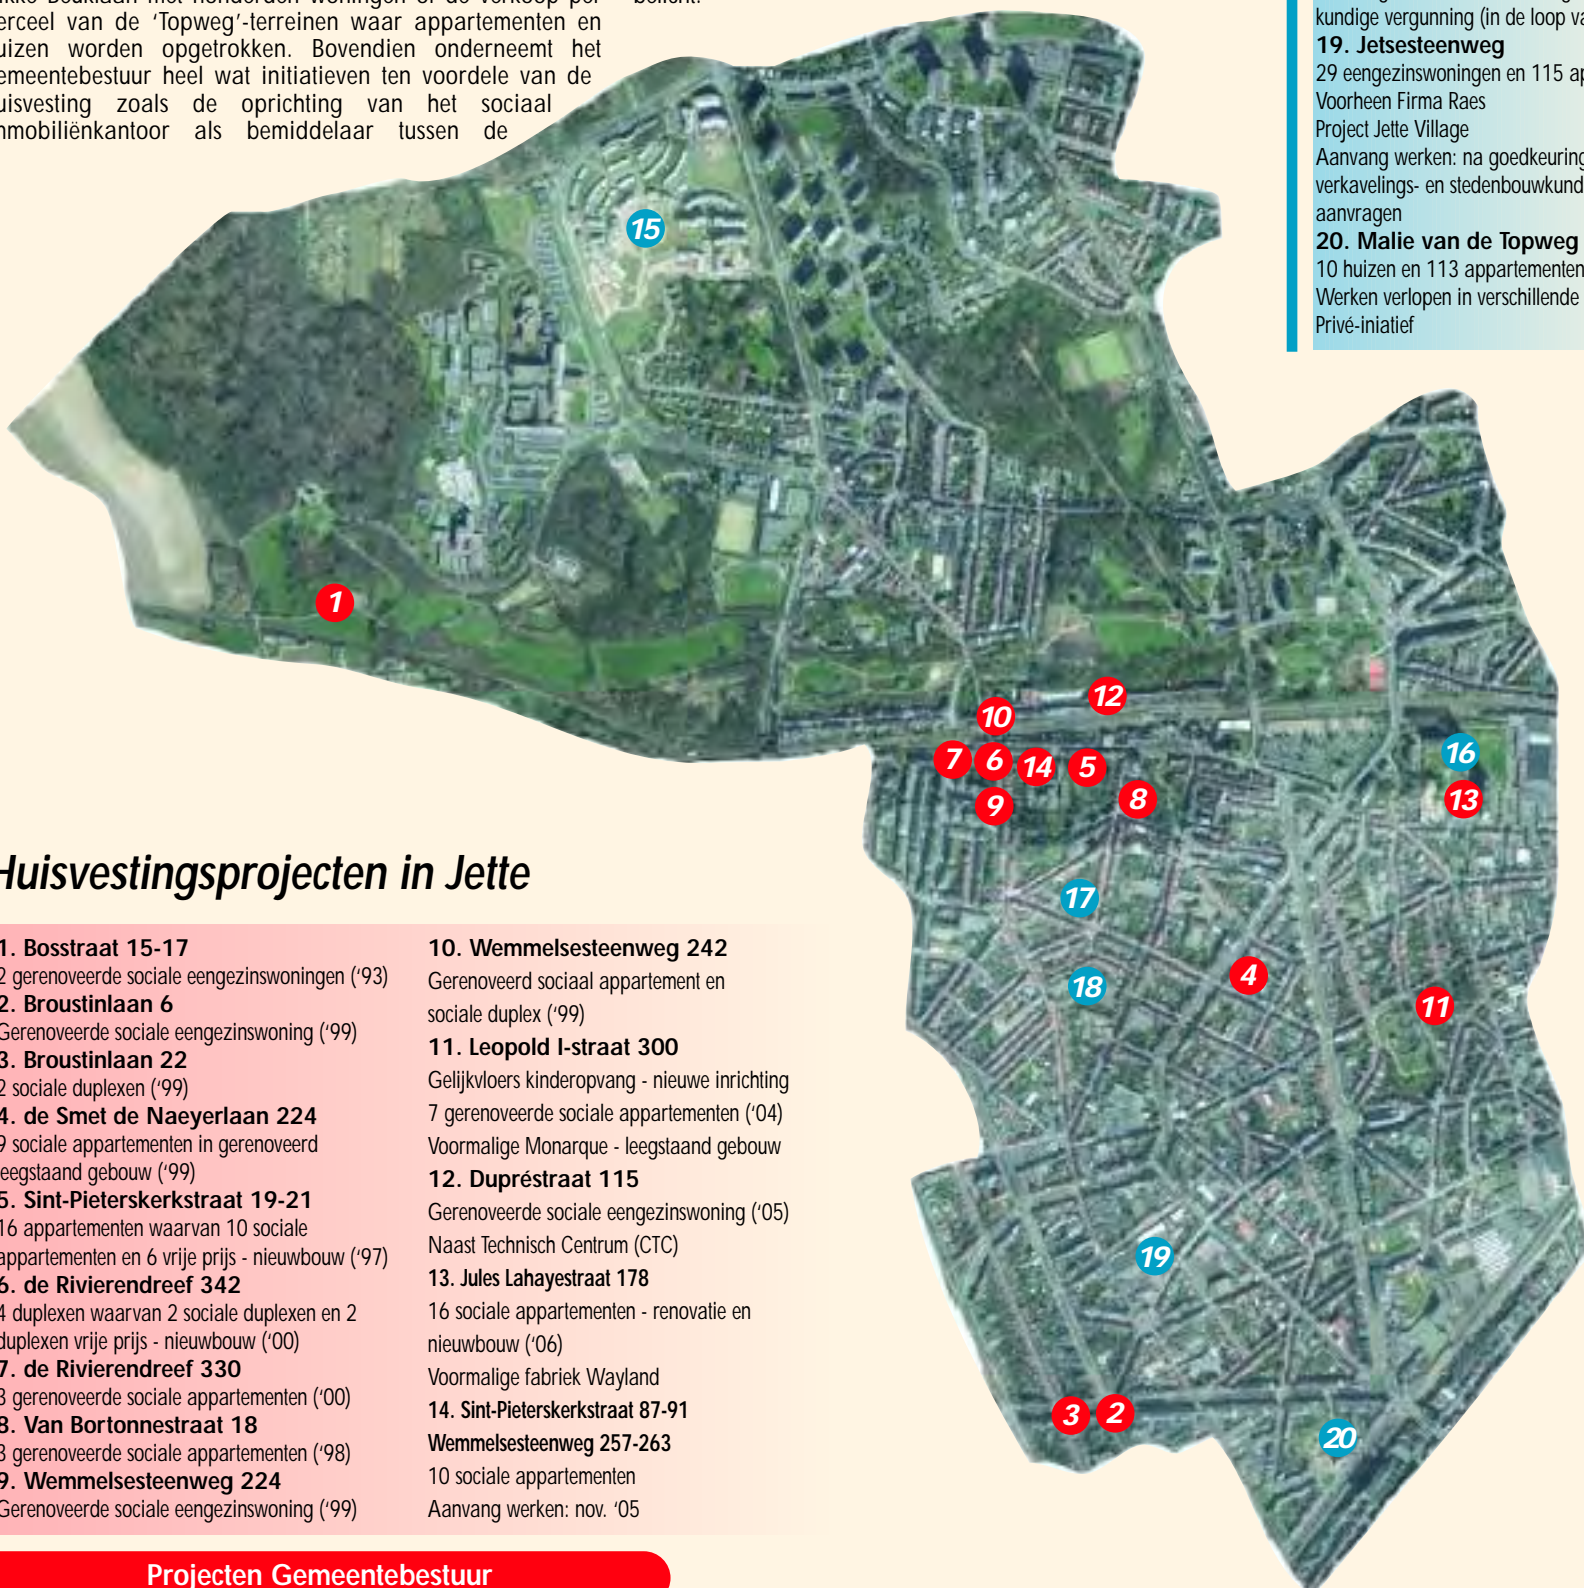 perceel van de ‘Topweg’-terreinen waar appartementen en
huizen worden opgetrokken. Bovendien onderneemt het
gemeentebestuur heel wat initiatieven ten voordele van de
huisvesting zoals de oprichting van het sociaal
immobiliënkantoor als bemiddelaar tussen de
kundige vergunning (in de loop va
19. Jetsesteenweg
29 eengezinswoningen en 115 ap
Voorheen Firma Raes
Project Jette Village
Aanvang werken: na goedkeuring
verkavelings- en stedenbouwkund
aanvragen
20. Malie van de Topweg
10 huizen en 113 appartementen
Werken verlopen in verschillende
Privé-iniatief
15
1
12
10
7
6
14
5
16
9
8
13
17
4
18
11
19
3
2
20
Huisvestingsprojecten in Jette
1. Bosstraat 15-17
2 gerenoveerde sociale eengezinswoningen (‘93)
2. Broustinlaan 6
Gerenoveerde sociale eengezinswoning (‘99)
3. Broustinlaan 22
2 sociale duplexen (‘99)
4. de Smet de Naeyerlaan 224
9 sociale appartementen in gerenoveerd
leegstaand gebouw (‘99)
5. Sint-Pieterskerkstraat 19-21
16 appartementen waarvan 10 sociale
appartementen en 6 vrije prijs - nieuwbouw (‘97)
6. de Rivierendreef 342
4 duplexen waarvan 2 sociale duplexen en 2
duplexen vrije prijs - nieuwbouw (‘00)
7. de Rivierendreef 330
3 gerenoveerde sociale appartementen (‘00)
8. Van Bortonnestraat 18
3 gerenoveerde sociale appartementen (‘98)
9. Wemmelsesteenweg 224
Gerenoveerde sociale eengezinswoning (‘99)
10. Wemmelsesteenweg 242
Gerenoveerd sociaal appartement en
sociale duplex (‘99)
11. Leopold I-straat 300
Gelijkvloers kinderopvang - nieuwe inrichting
7 gerenoveerde sociale appartementen (‘04)
Voormalige Monarque - leegstaand gebouw
12. Dupréstraat 115
Gerenoveerde sociale eengezinswoning (‘05)
Naast Technisch Centrum (CTC)
13. Jules Lahayestraat 178
16 sociale appartementen - renovatie en
nieuwbouw (‘06)
Voormalige fabriek Wayland
14. Sint-Pieterskerkstraat 87-91
Wemmelsesteenweg 257-263
10 sociale appartementen
Aanvang werken: nov. ‘05
Projecten Gemeentebestuur